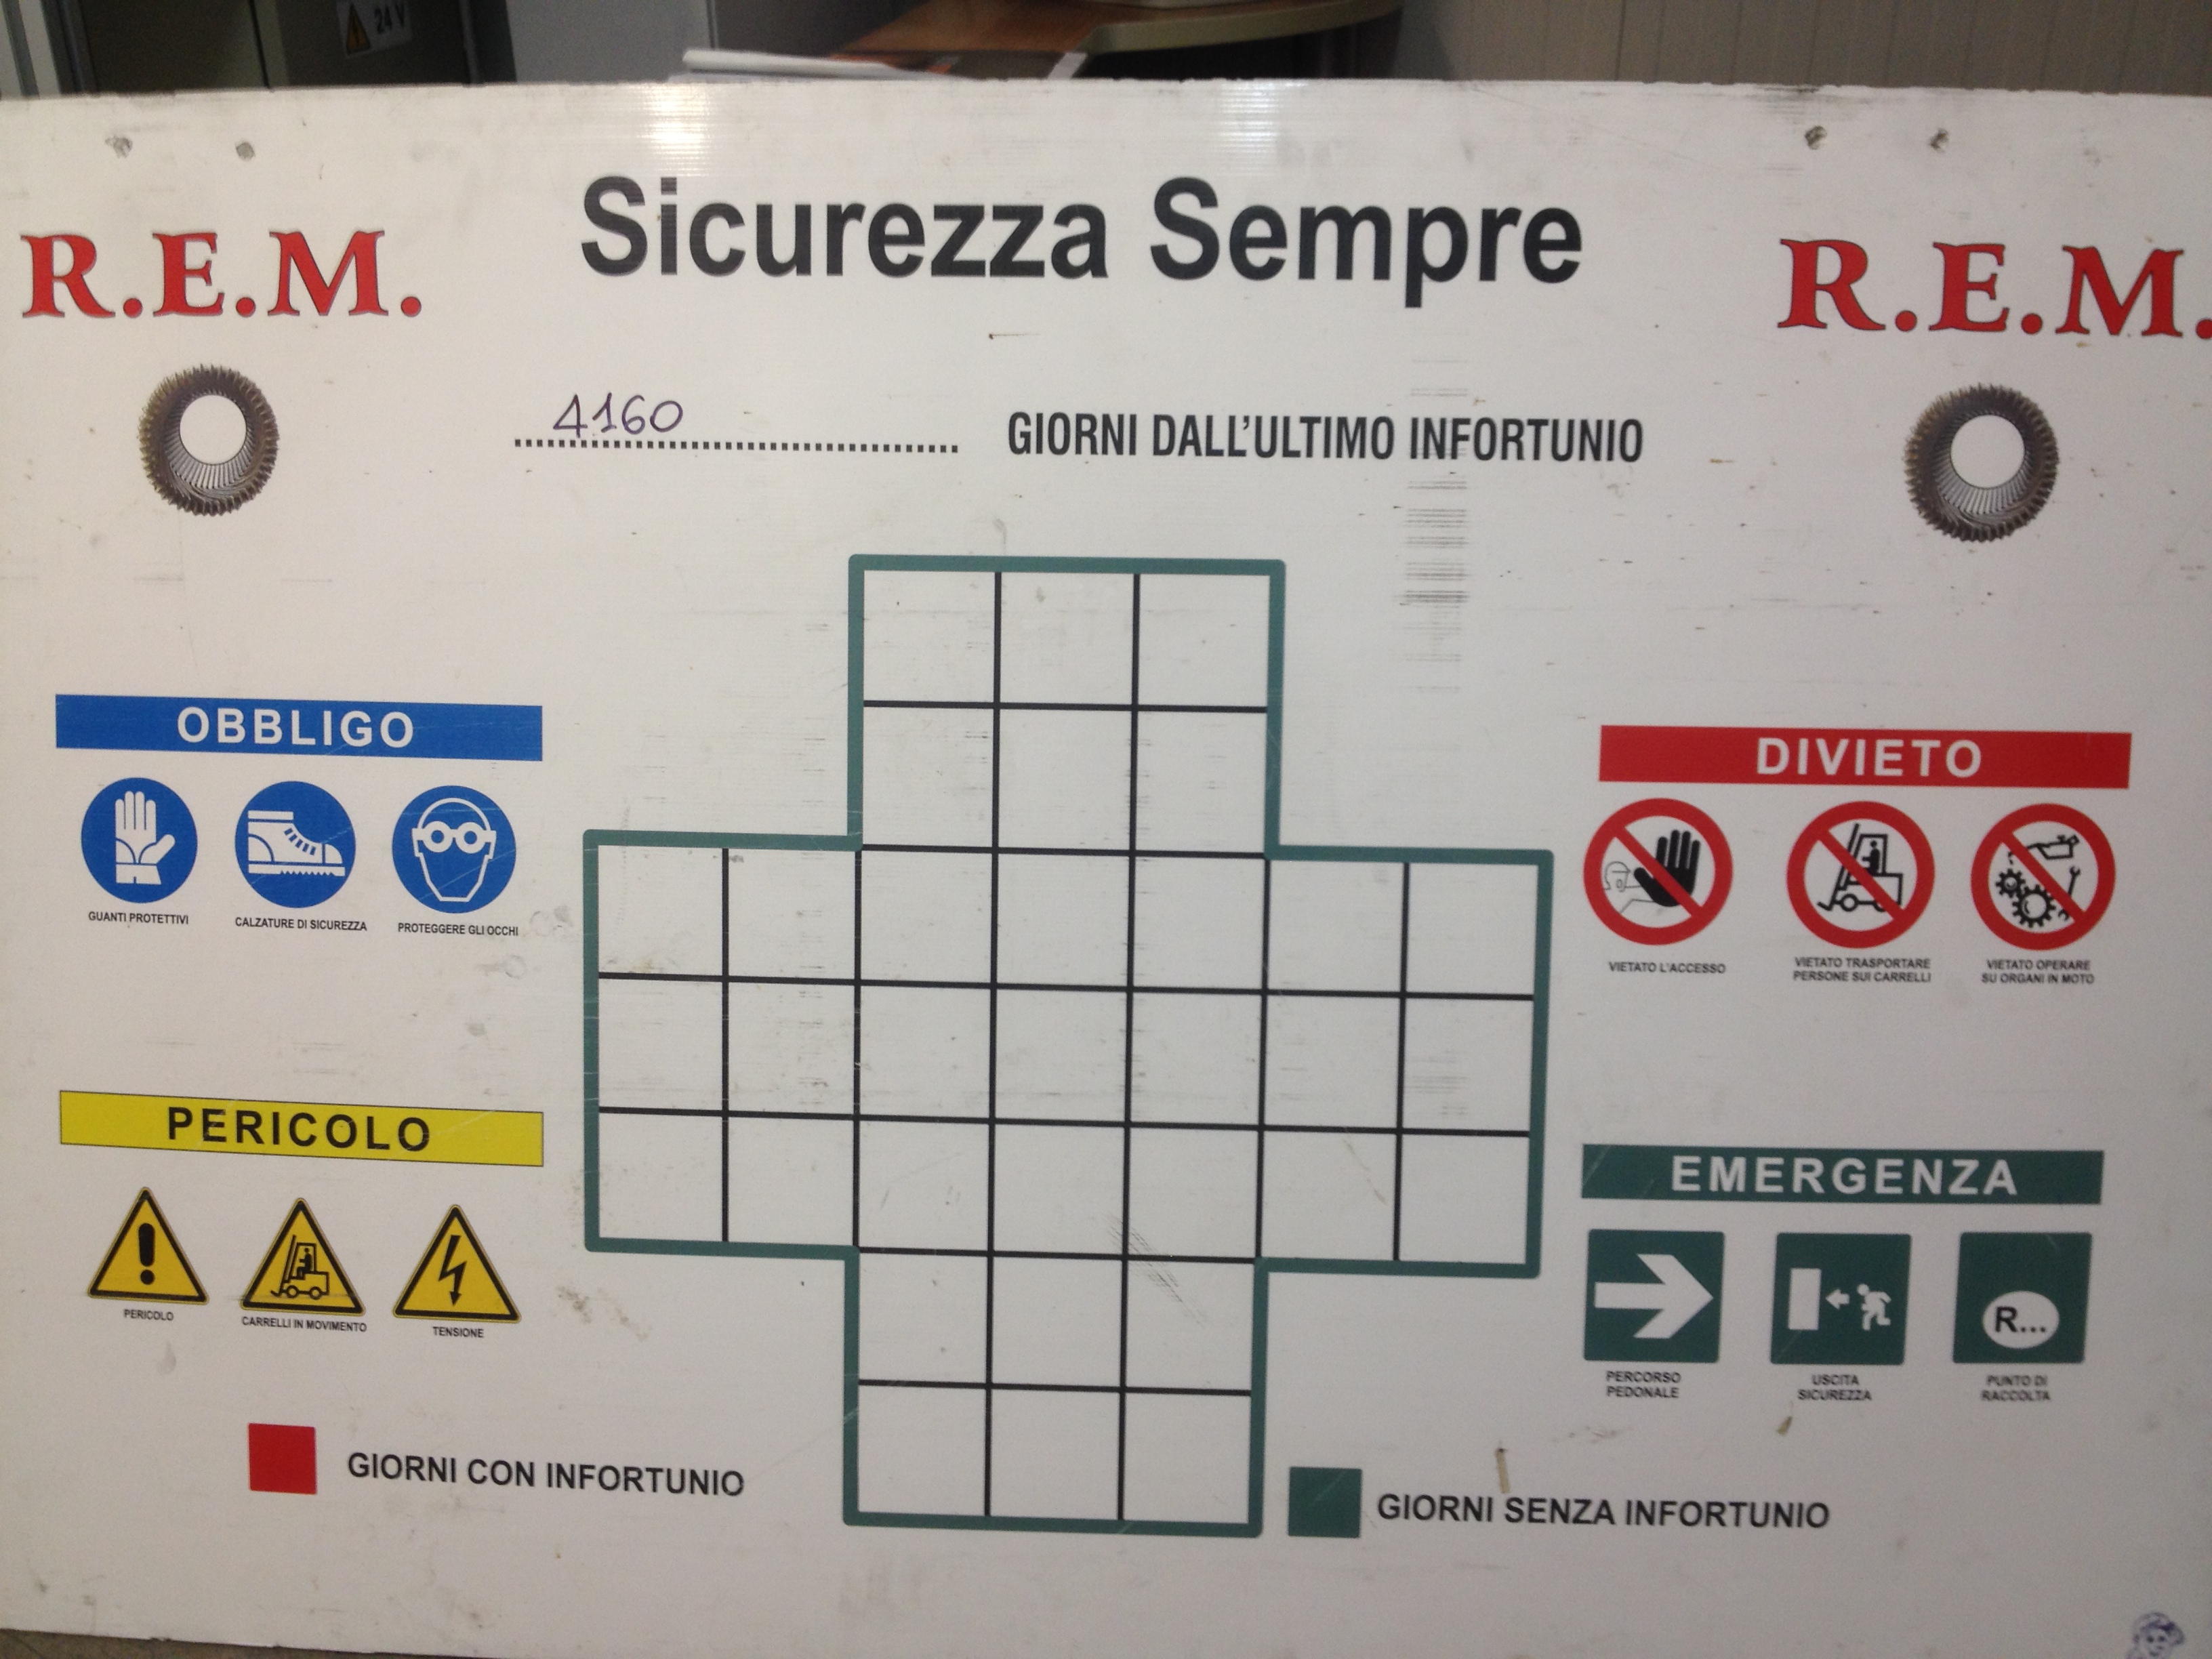 24 V
Sicurezza Sempre
R.E.M.
R.E.M.
4160 GIORNI DALL'ULTIMO INFORTUNIO
OBBLIGO
GUANTI PROTETTIVI
CALZATURE DI SICUREZZA
PROTEGGERE GLI OCCHI
DIVIETO
VIETATO L'ACCESSO
VIETATO TRASPORTARE
PERSONE SUI CARRELLI
VIETATO OPERARE
SU ORGANI IN MOTO
PERICOLO
PERICOLO
CARRELLI IN MOVIMENTO
TENSIONE
EMERGENZA
R...
PERCORSO
PEDONALE
USCITA
SICUREZZA
PUNTO DI
RACCOLTA
GIORNI CON INFORTUNIO
GIORNI SENZA INFORTUNIO